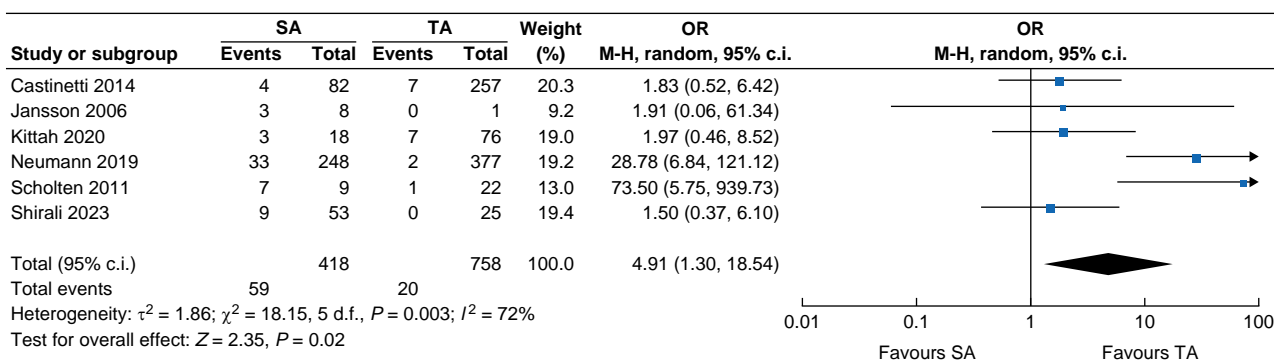 SA TA Weight OR OR
Study or subgroup Events Total Events Total (%) M-H, random, 95% c.i. M-H, random, 95% c.i.
Castinetti 2014 4 82 7 257 20.3 1.83 (0.52, 6.42)
Jansson 2006 3 8 0 1 9.2 1.91 (0.06, 61.34)
Kittah 2020 3 18 7 76 19.0 1.97 (0.46, 8.52)
Neumann 2019 33 248 2 377 19.2 28.78 (6.84, 121.12)
Scholten 2011 7 9 1 22 13.0 73.50 (5.75, 939.73)
Shirali 2023 9 53 0 25 19.4 1.50 (0.37, 6.10)
Total (95% c.i.) 418 758 100.0 4.91 (1.30, 18.54)
Total events 59 20
Heterogeneity: τ² = 1.86; χ² = 18.15, 5 d.f., P = 0.003; I² = 72%
Test for overall effect: Z = 2.35, P = 0.02
0.01 0.1 1 10 100
Favours SA Favours TA